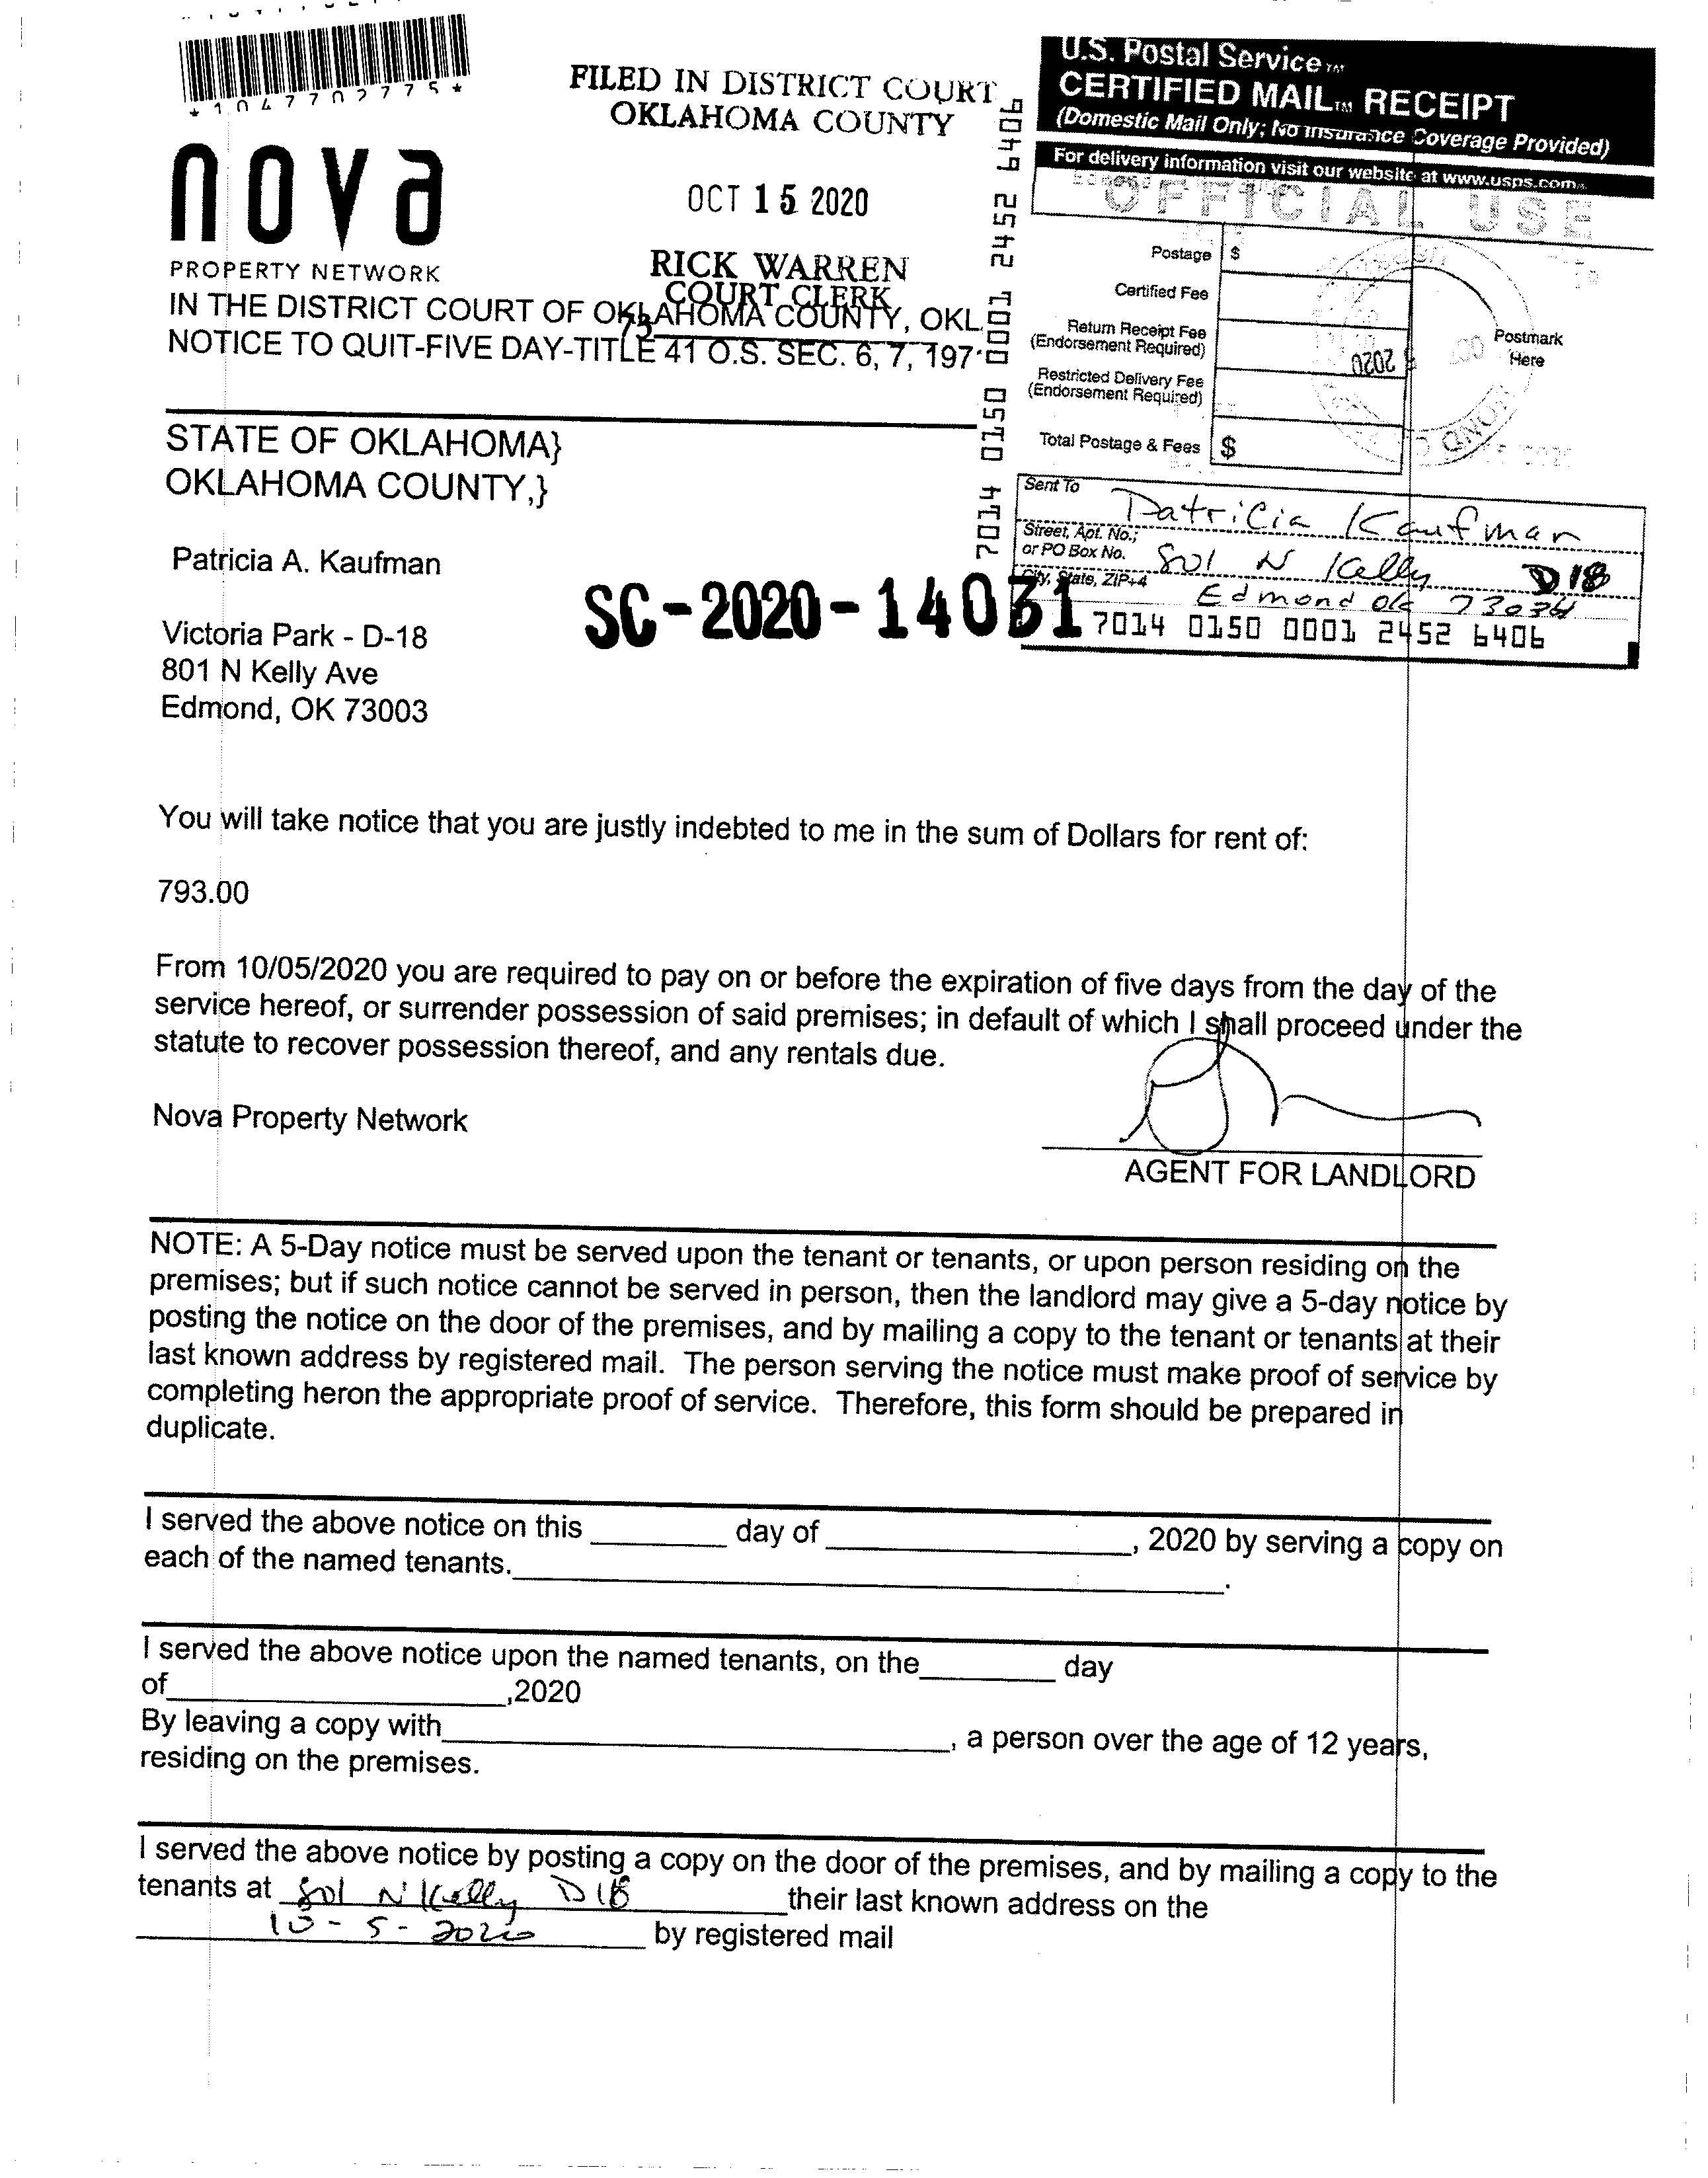 *1047702775*
nova
PROPERTY NETWORK
FILED IN DISTRICT COURT
OKLAHOMA COUNTY
OCT 15 2020
RICK WARREN
COURT CLERK
73
IN THE DISTRICT COURT OF OKLAHOMA COUNTY, OKL
NOTICE TO QUIT-FIVE DAY-TITLE 41 O.S. SEC. 6, 7, 197
7014 0150 0001 2452 6406
U.S. Postal Service™
CERTIFIED MAIL™ RECEIPT
(Domestic Mail Only; No Insurance Coverage Provided)
For delivery information visit our website at www.usps.com
OFFICIAL USE
Postage $
Certified Fee
Return Receipt Fee
(Endorsement Required)
Restricted Delivery Fee
(Endorsement Required)
Total Postage & Fees $
Postmark
Here
2020
Sent To Patricia Kaufman
Street, Apt. No.;
or PO Box No. 801 N Kelly D18
City, State, ZIP+4 Edmond Ok
7014 0150 0001 2452 6406
STATE OF OKLAHOMA}
OKLAHOMA COUNTY,}
Patricia A. Kaufman
SC-2020-14031
Victoria Park - D-18
801 N Kelly Ave
Edmond, OK 73003
You will take notice that you are justly indebted to me in the sum of Dollars for rent of:
793.00
From 10/05/2020 you are required to pay on or before the expiration of five days from the day of the
service hereof, or surrender possession of said premises; in default of which I shall proceed under the
statute to recover possession thereof, and any rentals due.
Nova Property Network
AGENT FOR LANDLORD
NOTE: A 5-Day notice must be served upon the tenant or tenants, or upon person residing on the
premises; but if such notice cannot be served in person, then the landlord may give a 5-day notice by
posting the notice on the door of the premises, and by mailing a copy to the tenant or tenants at their
last known address by registered mail. The person serving the notice must make proof of service by
completing heron the appropriate proof of service. Therefore, this form should be prepared in
duplicate.
I served the above notice on this ________ day of __________________, 2020 by serving a copy on
each of the named tenants.__________________________________________.
I served the above notice upon the named tenants, on the________ day
of____________________,2020
By leaving a copy with______________________________, a person over the age of 12 years,
residing on the premises.
I served the above notice by posting a copy on the door of the premises, and by mailing a copy to the
tenants at 801 N Kelly D18 their last known address on the
10-5-2020 by registered mail